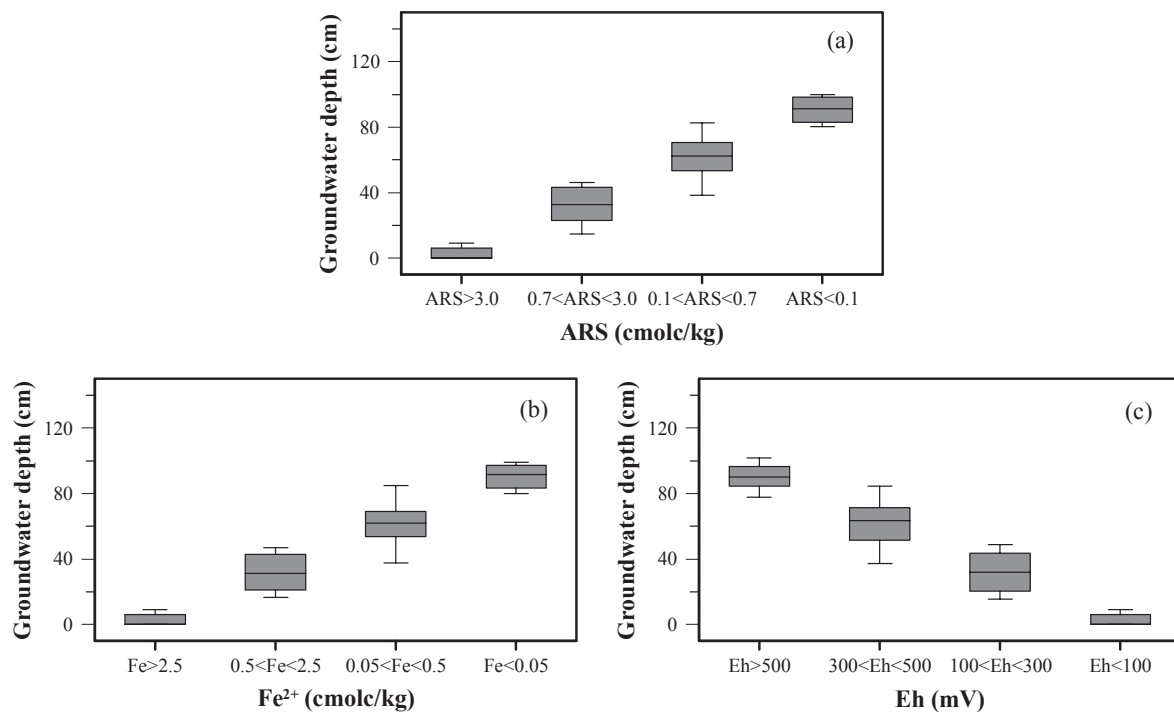 (a)
Groundwater depth (cm)
120
80
40
0
ARS>3.0 0.7<ARS<3.0 0.1<ARS<0.7 ARS<0.1
ARS (cmolc/kg)
(b)
Groundwater depth (cm)
120
80
40
0
Fe>2.5 0.5<Fe<2.5 0.05<Fe<0.5 Fe<0.05
Fe²⁺ (cmolc/kg)
(c)
Groundwater depth (cm)
120
80
40
0
Eh>500 300<Eh<500 100<Eh<300 Eh<100
Eh (mV)